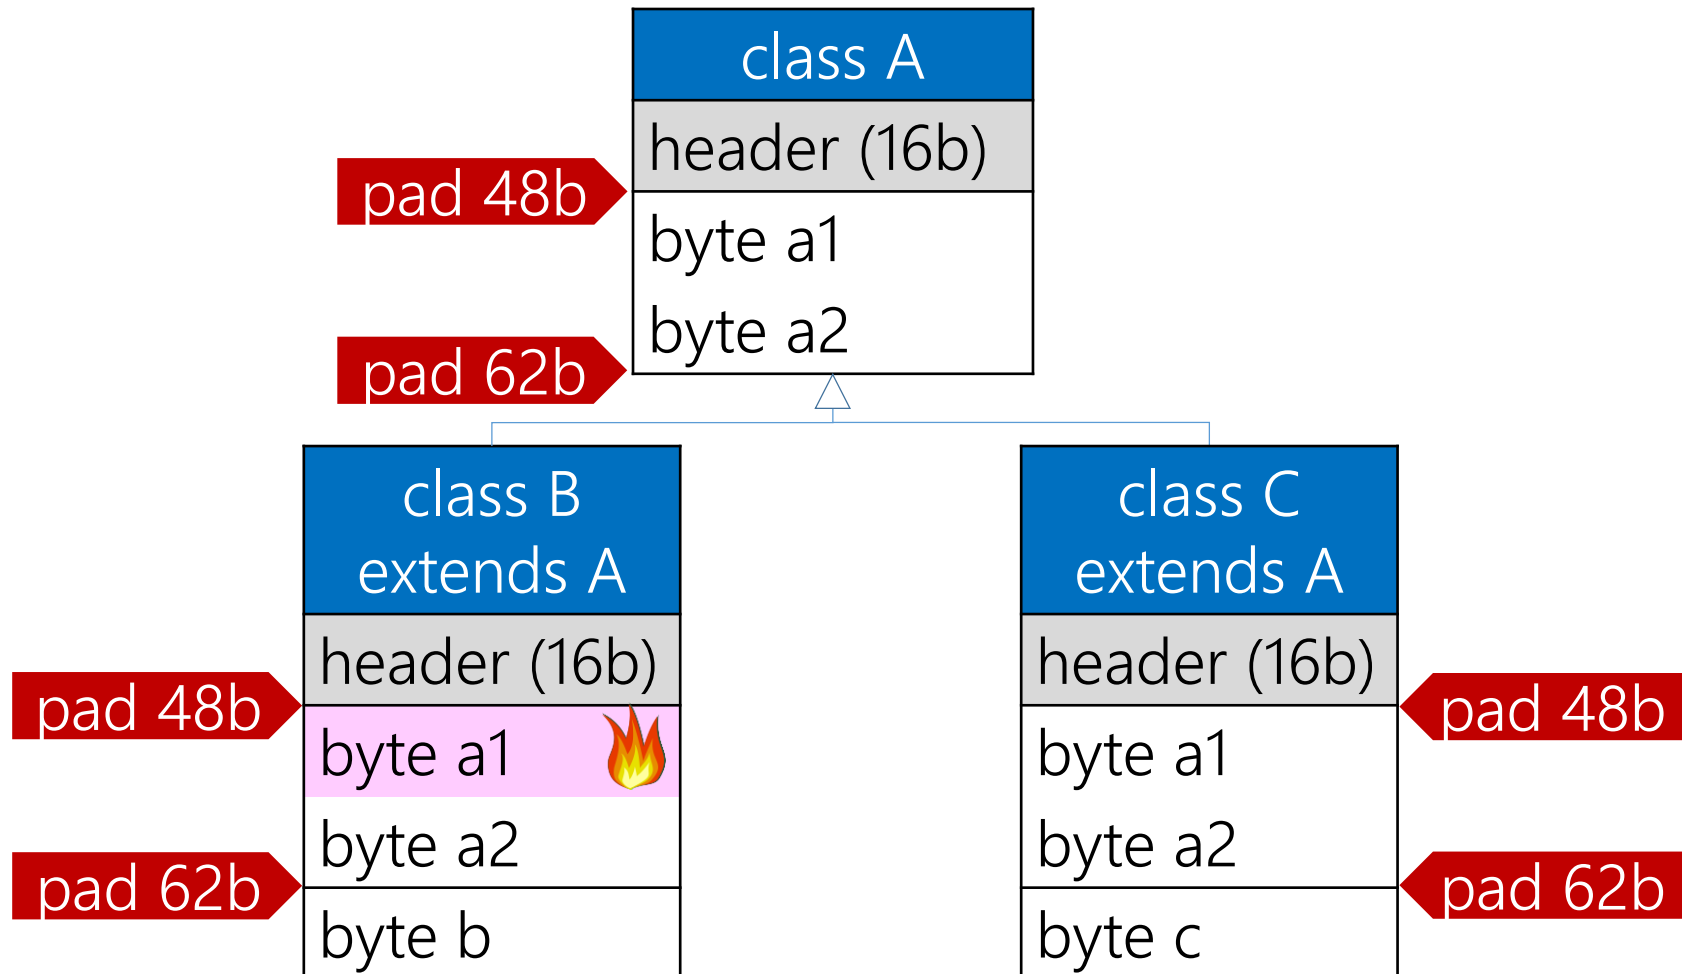 class A
header (16b)
pad 48b
byte a1
byte a2
pad 62b
class B
extends A
header (16b)
pad 48b
byte a1
byte a2
pad 62b
byte b
class C
extends A
header (16b)
pad 48b
byte a1
byte a2
pad 62b
byte c